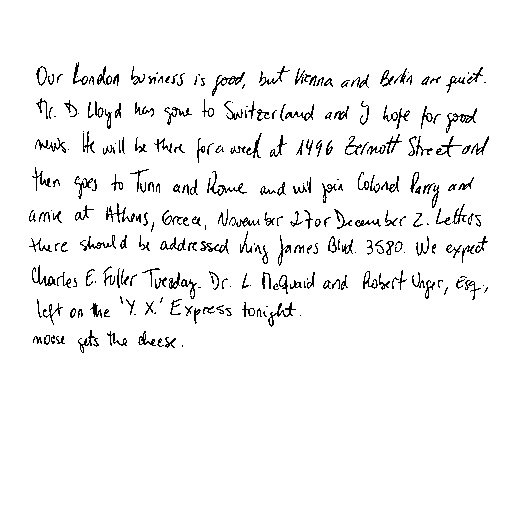 Our London business is good, but Vienna and Berlin are quiet.
Mr. D. Lloyd has gone to Switzerland and I hope for good
news. He will be there for a week at 1496 Zermott Street and
then goes to Turin and Rome and will join Colonel Parry and
arrive at Athens, Greece, November 27 or December 2. Letters
there should be addressed King James Blvd. 3580. We expect
Charles E. Fuller Tuesday. Dr. L. McQuaid and Robert Unger, Esq.,
left on the 'Y. X.' Express tonight.
gets the cheese.